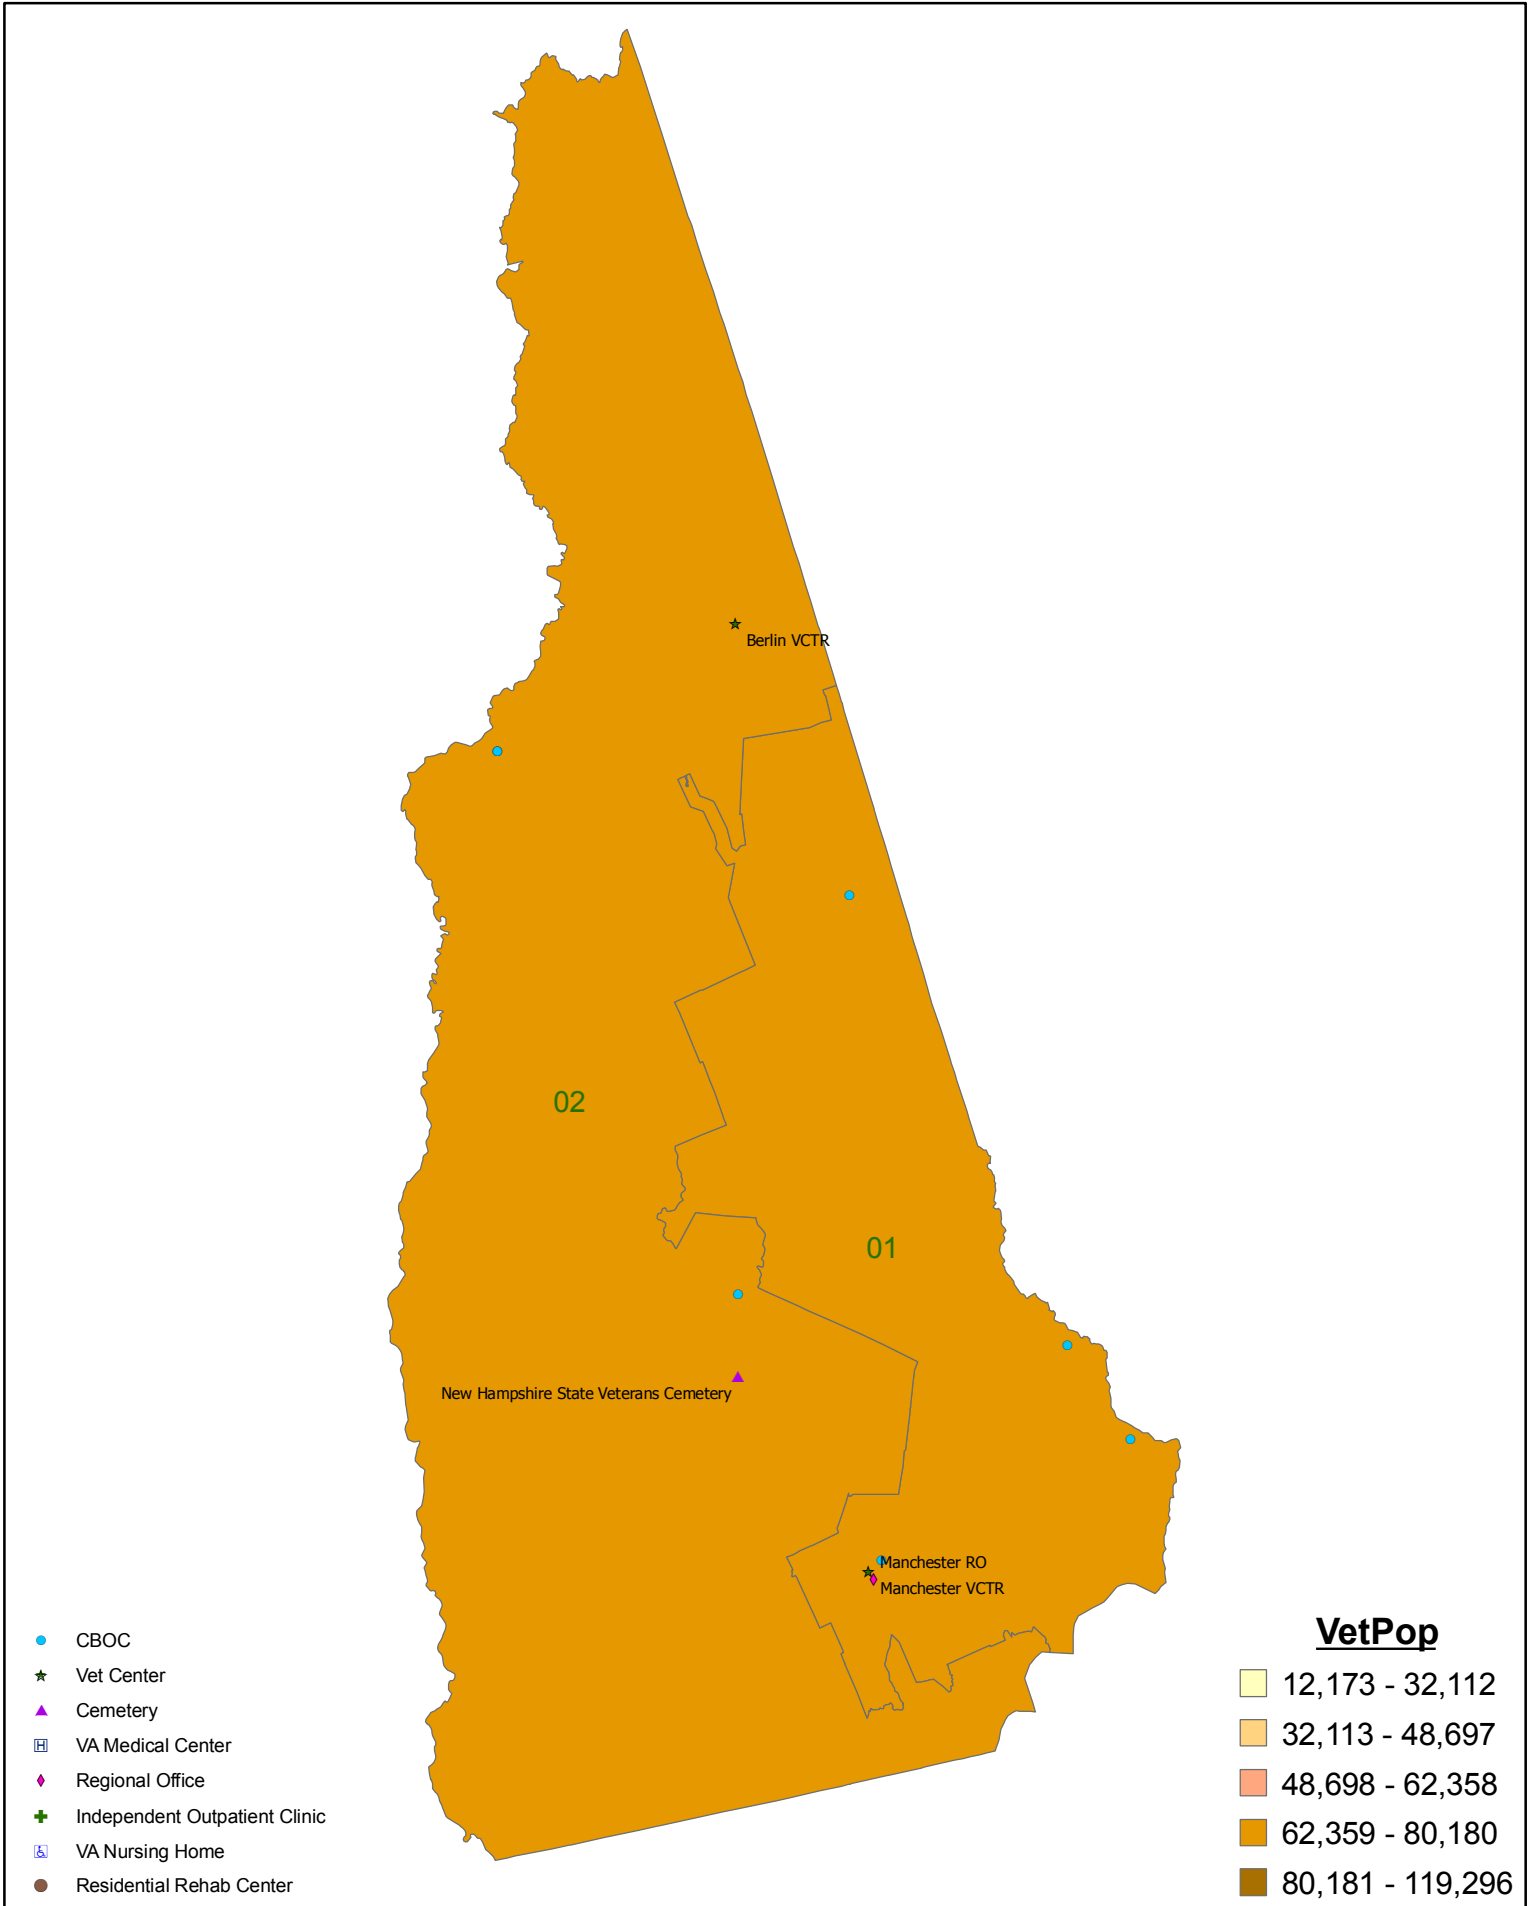 Berlin VCTR
02
01
New Hampshire State Veterans Cemetery
Manchester RO
Manchester VCTR
CBOC
Vet Center
Cemetery
H VA Medical Center
Regional Office
Independent Outpatient Clinic
VA Nursing Home
Residential Rehab Center
VetPop
12,173 - 32,112
32,113 - 48,697
48,698 - 62,358
62,359 - 80,180
80,181 - 119,296